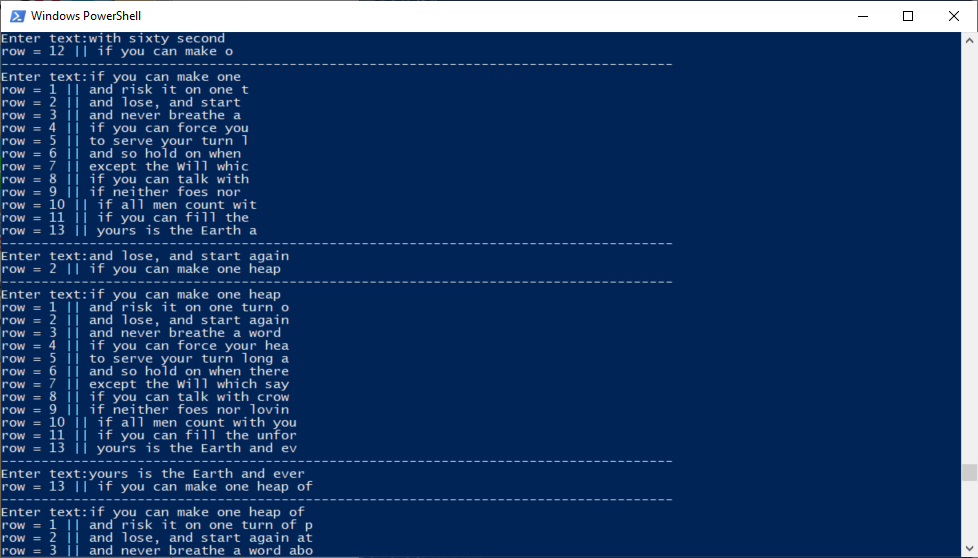 Windows PowerShell
Enter text:with sixty second
row = 12 || if you can make o
------------------------------------------------------------------------------------
Enter text:if you can make one
row = 1 || and risk it on one t
row = 2 || and lose, and start
row = 3 || and never breathe a
row = 4 || if you can force you
row = 5 || to serve your turn l
row = 6 || and so hold on when
row = 7 || except the Will whic
row = 8 || if you can talk with
row = 9 || if neither foes nor
row = 10 || if all men count wit
row = 11 || if you can fill the
row = 13 || yours is the Earth a
------------------------------------------------------------------------------------
Enter text:and lose, and start again
row = 2 || if you can make one heap
------------------------------------------------------------------------------------
Enter text:if you can make one heap
row = 1 || and risk it on one turn o
row = 2 || and lose, and start again
row = 3 || and never breathe a word
row = 4 || if you can force your hea
row = 5 || to serve your turn long a
row = 6 || and so hold on when there
row = 7 || except the Will which say
row = 8 || if you can talk with crow
row = 9 || if neither foes nor lovin
row = 10 || if all men count with you
row = 11 || if you can fill the unfor
row = 13 || yours is the Earth and ev
------------------------------------------------------------------------------------
Enter text:yours is the Earth and ever
row = 13 || if you can make one heap of
------------------------------------------------------------------------------------
Enter text:if you can make one heap of
row = 1 || and risk it on one turn of p
row = 2 || and lose, and start again at
row = 3 || and never breathe a word abo